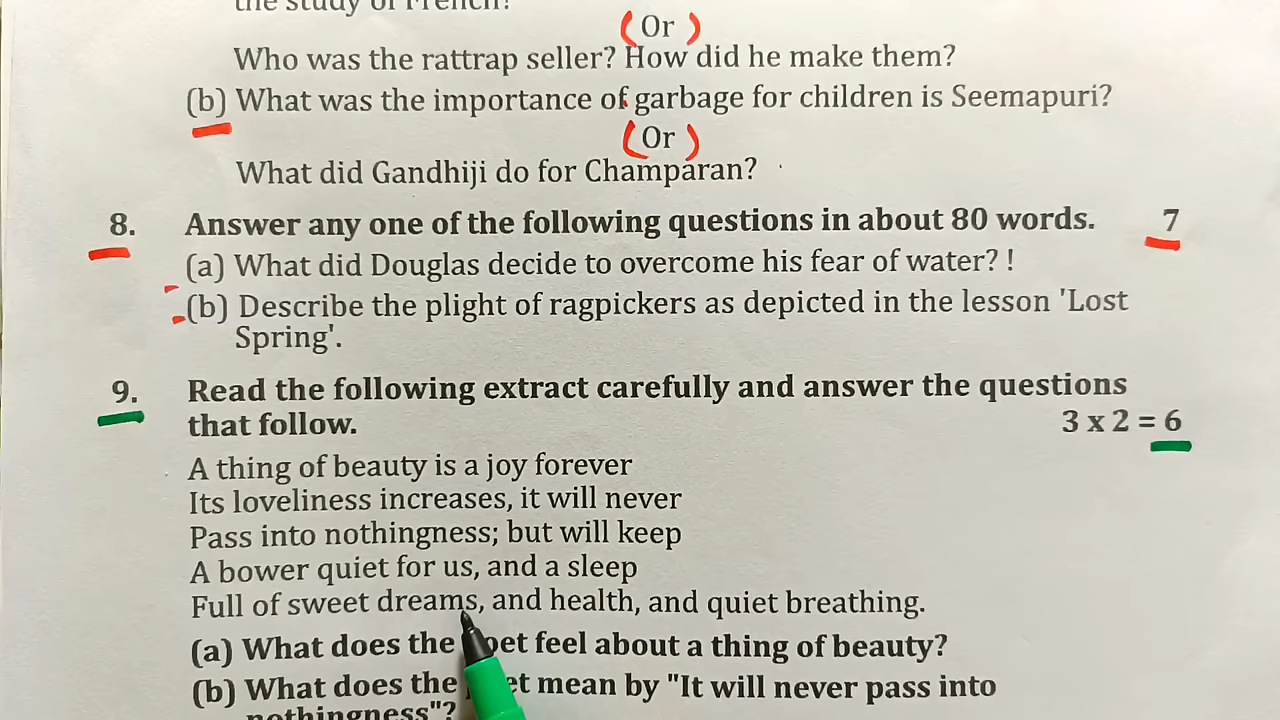 the study of French?
(Or)
Who was the rattrap seller? How did he make them?
(b) What was the importance of garbage for children is Seemapuri?
(Or)
What did Gandhiji do for Champaran?
8. Answer any one of the following questions in about 80 words. 7
(a) What did Douglas decide to overcome his fear of water? !
(b) Describe the plight of ragpickers as depicted in the lesson 'Lost
Spring'.
9. Read the following extract carefully and answer the questions
that follow. 3 x 2 = 6
A thing of beauty is a joy forever
Its loveliness increases, it will never
Pass into nothingness; but will keep
A bower quiet for us, and a sleep
Full of sweet dreams, and health, and quiet breathing.
(a) What does the poet feel about a thing of beauty?
(b) What does the poet mean by "It will never pass into
nothingness"?